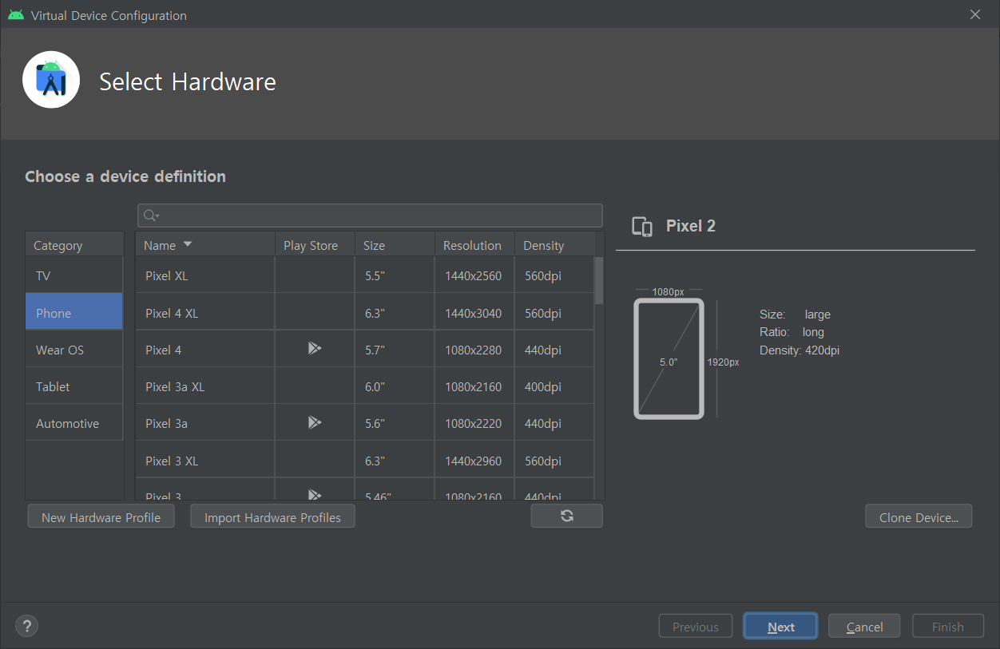 Virtual Device Configuration
Select Hardware
Choose a device definition
Category
TV
Phone
Wear OS
Tablet
Automotive
Name Play Store Size Resolution Density
Pixel XL 5.5" 1440x2560 560dpi
Pixel 4 XL 6.3" 1440x3040 560dpi
Pixel 4 5.7" 1080x2280 440dpi
Pixel 3a XL 6.0" 1080x2160 400dpi
Pixel 3a 5.6" 1080x2220 440dpi
Pixel 3 XL 6.3" 1440x2960 560dpi
Pixel 3 5.46" 1080x2160 440dpi
Pixel 2
1080px
5.0"
1920px
Size: large
Ratio: long
Density: 420dpi
New Hardware Profile
Import Hardware Profiles
Clone Device...
?
Previous
Next
Cancel
Finish